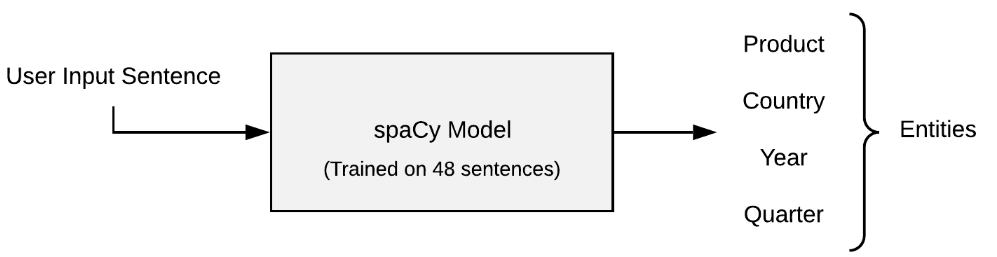 User Input Sentence
spaCy Model
(Trained on 48 sentences)
Product
Country
Year
Quarter
Entities